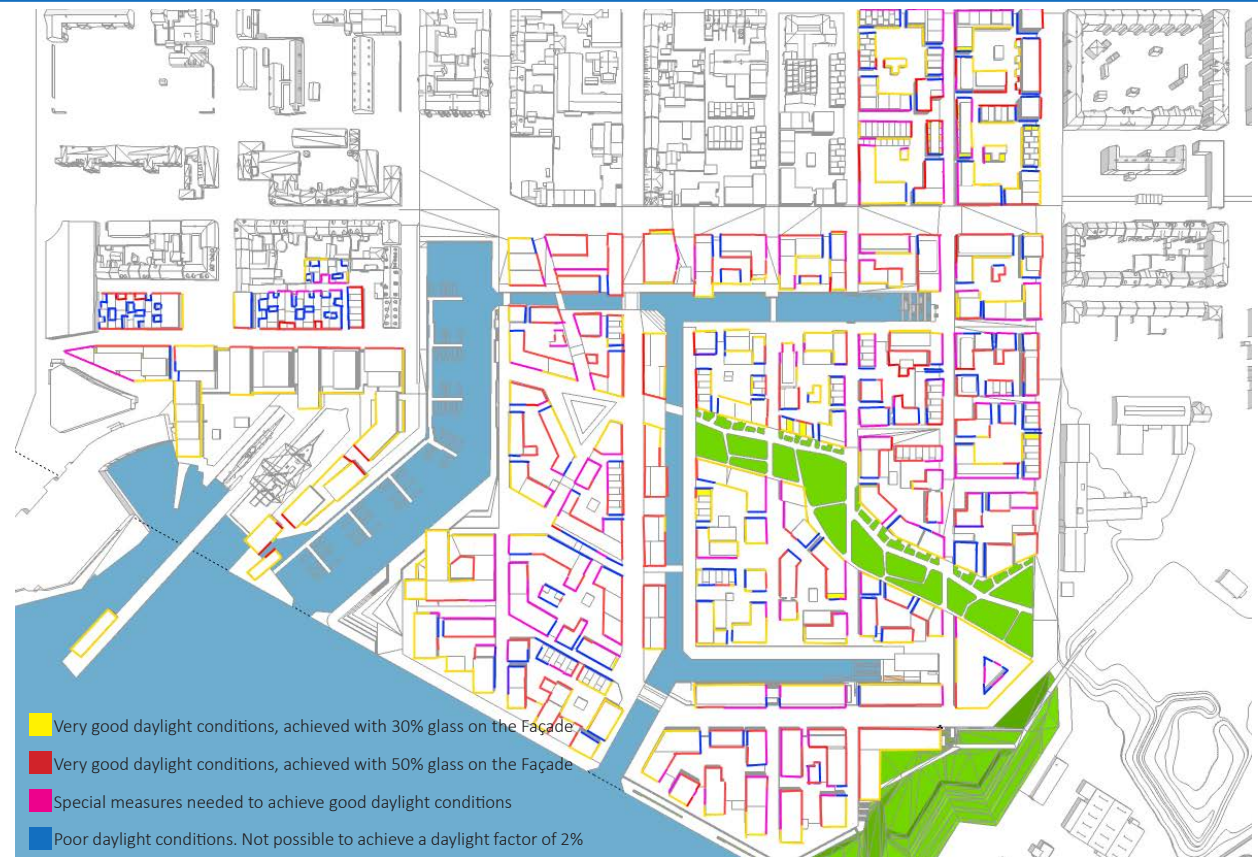 Very good daylight conditions, achieved with 30% glass on the Façade
Very good daylight conditions, achieved with 50% glass on the Façade
Special measures needed to achieve good daylight conditions
Poor daylight conditions. Not possible to achieve a daylight factor of 2%